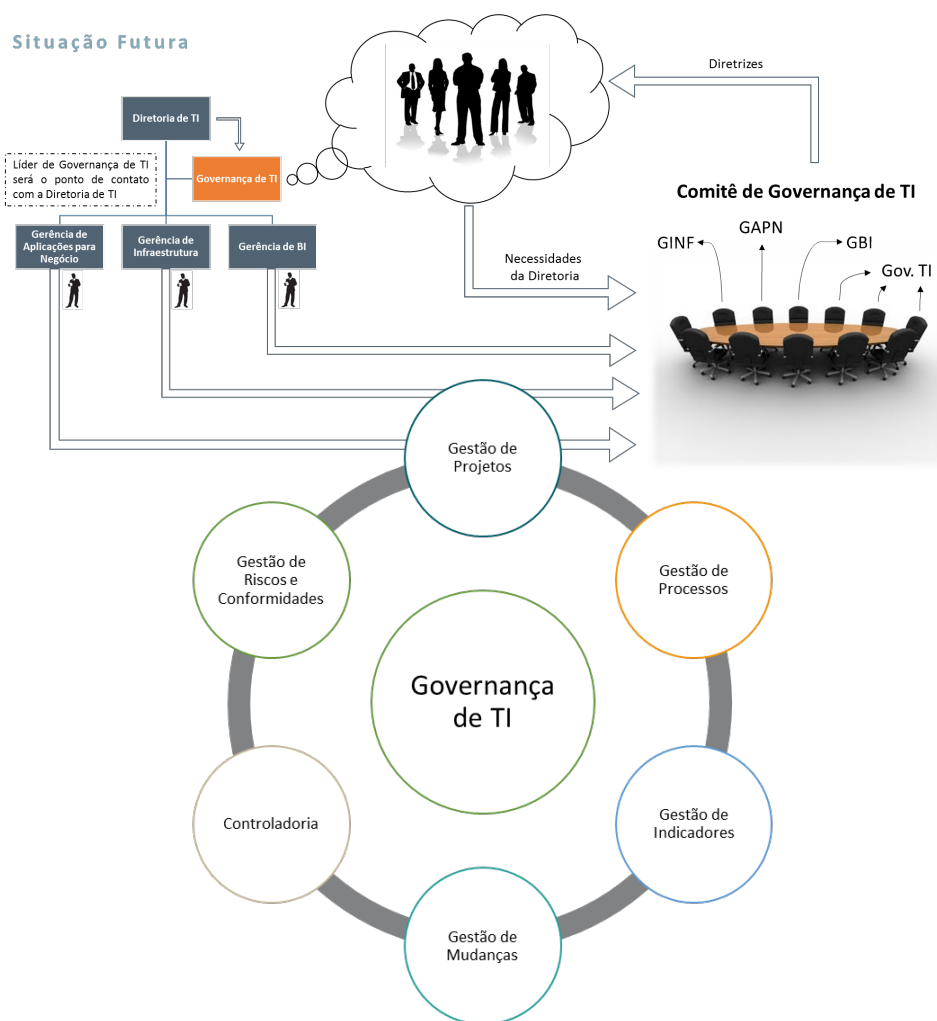 Situação Futura
Diretoria de TI
Líder de Governança de TI
será o ponto de contato
com a Diretoria de TI
Governança de TI
Gerência de
Aplicações para
Negócio
Gerência de
Infraestrutura
Gerência de BI
Diretrizes
Necessidades
da Diretoria
Comitê de Governança de TI
GINF
GAPN
GBI
Gov. TI
Gestão de
Projetos
Gestão de
Processos
Gestão de
Indicadores
Gestão de
Mudanças
Controladoria
Gestão de
Riscos e
Conformidades
Governança
de TI